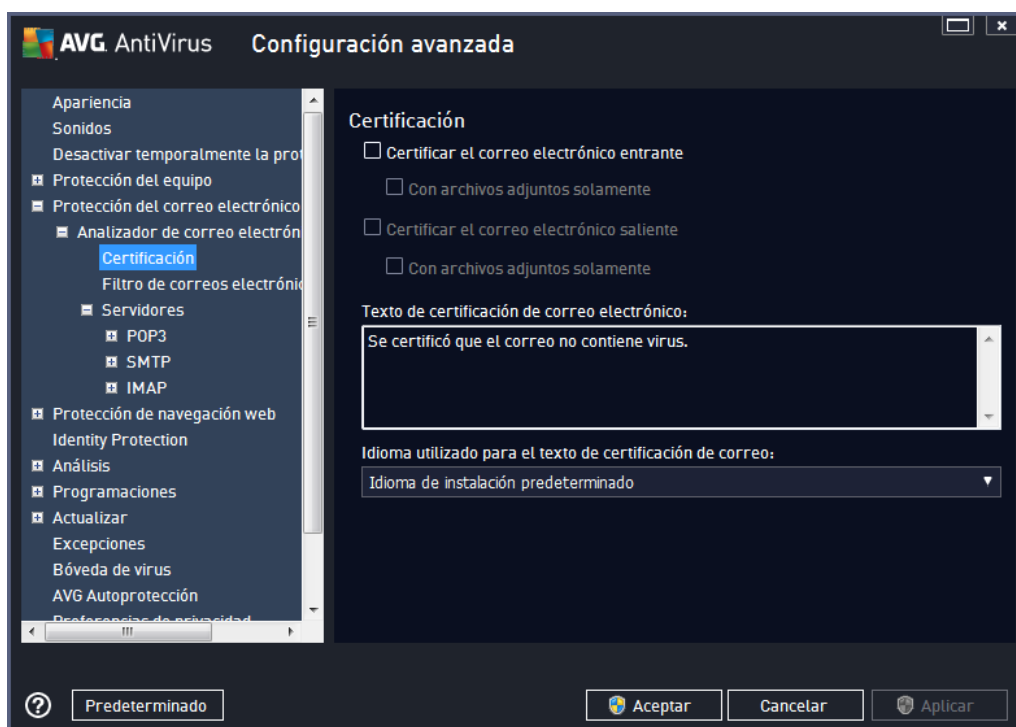 AVG. AntiVirus Configuración avanzada
Apariencia
Sonidos
Desactivar temporalmente la prot
Protección del equipo
Protección del correo electrónico
Analizador de correo electrón
Certificación
Filtro de correos electrónic
Servidores
POP3
SMTP
IMAP
Protección de navegación web
Identity Protection
Análisis
Programaciones
Actualizar
Excepciones
Bóveda de virus
AVG Autoprotección
Preferencias de privacidad
Certificación
Certificar el correo electrónico entrante
Con archivos adjuntos solamente
Certificar el correo electrónico saliente
Con archivos adjuntos solamente
Texto de certificación de correo electrónico:
Se certificó que el correo no contiene virus.
Idioma utilizado para el texto de certificación de correo:
Idioma de instalación predeterminado
Predeterminado
Aceptar
Cancelar
Aplicar